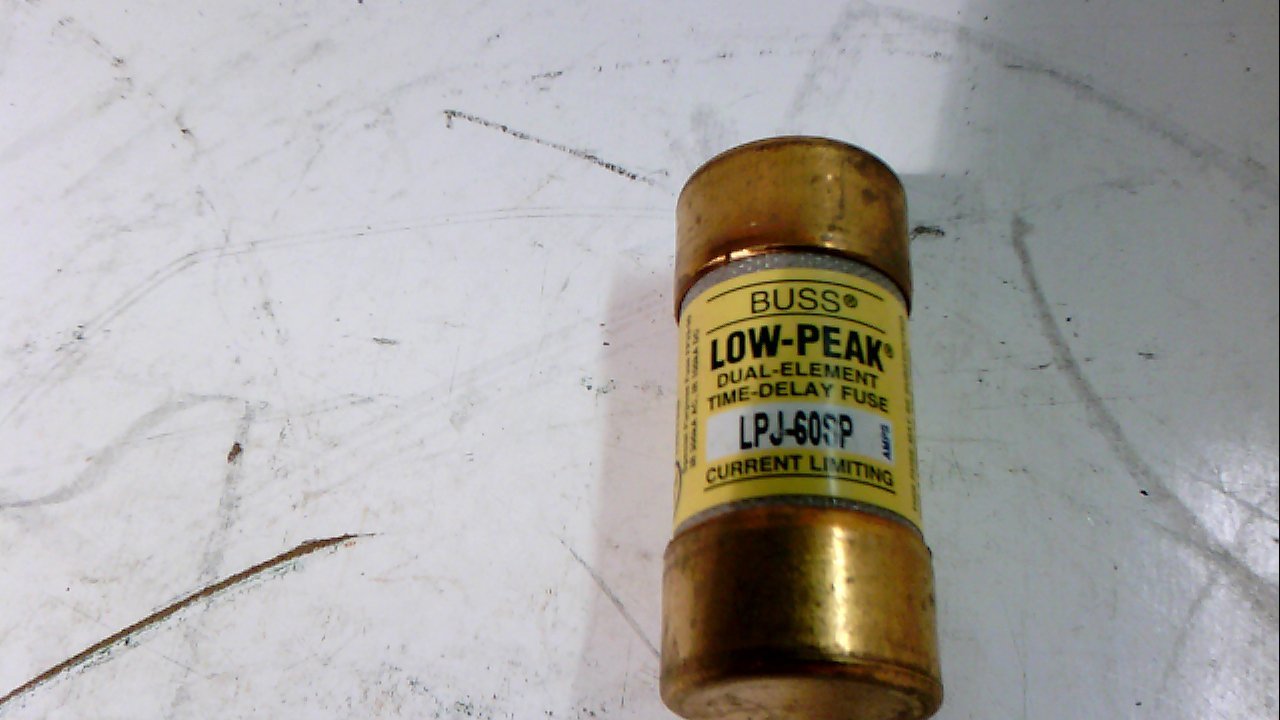 BUSS®
LOW-PEAK®
DUAL-ELEMENT
TIME-DELAY FUSE
LPJ-60SP
AMPS
CURRENT LIMITING